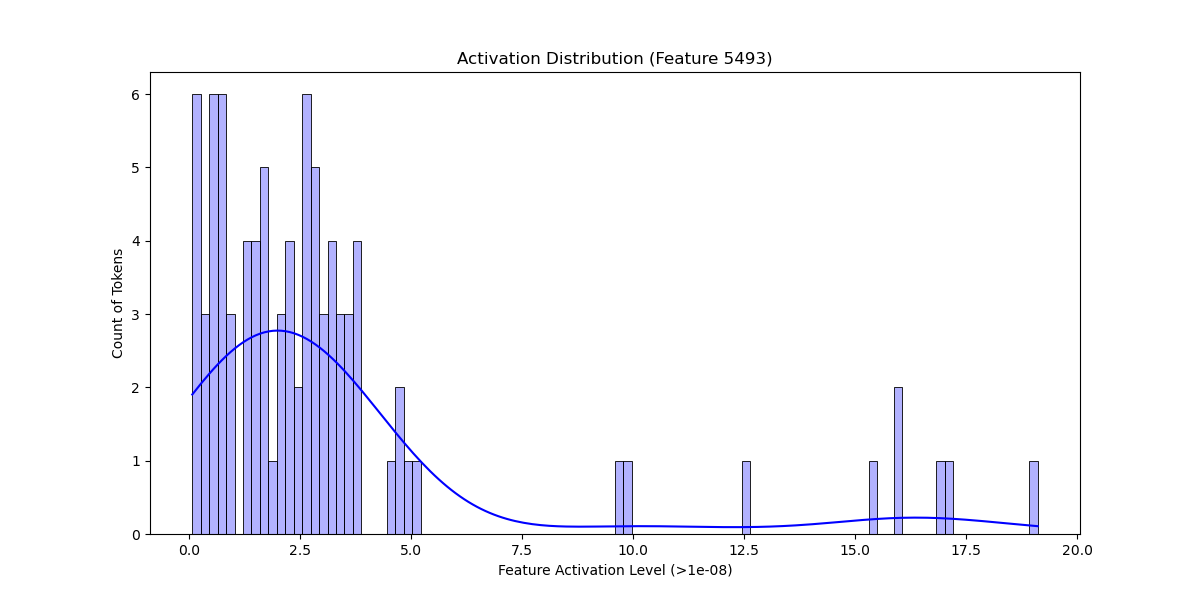 Activation Distribution (Feature 5493)
Count of Tokens
6
5
4
3
2
1
0
0.0 2.5 5.0 7.5 10.0 12.5 15.0 17.5 20.0
Feature Activation Level (>1e-08)